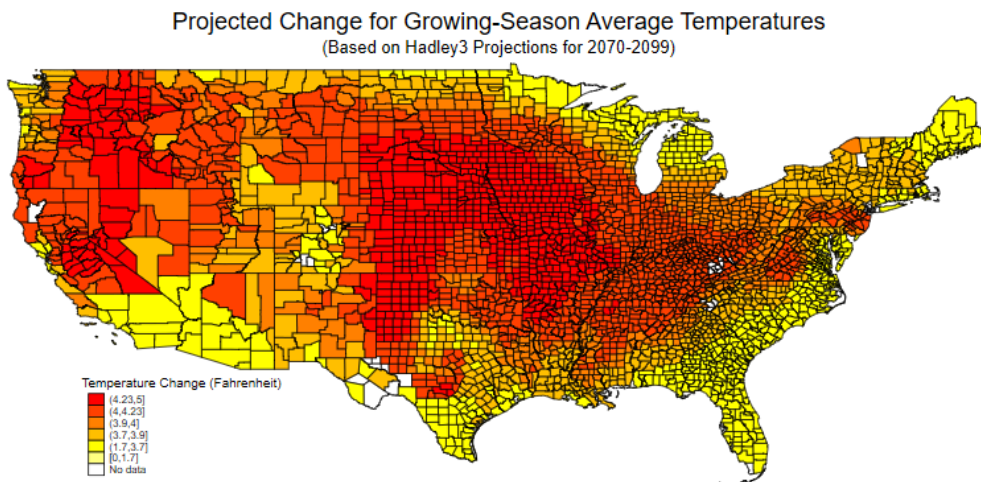 Projected Change for Growing-Season Average Temperatures
(Based on Hadley3 Projections for 2070-2099)
Temperature Change (Fahrenheit)
(4.23,5]
(4,4.23]
(3.9,4]
(3.7,3.9]
(1.7,3.7]
[0,1.7]
No data